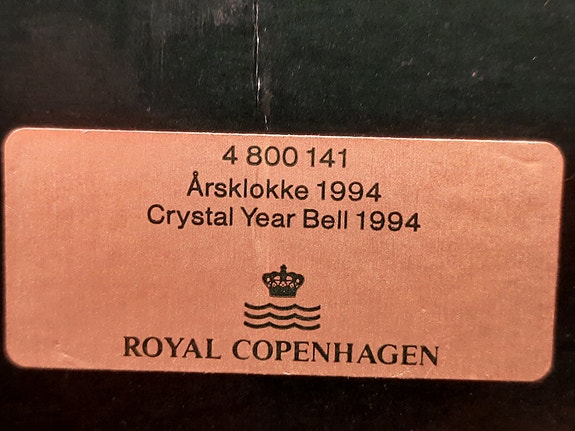 4 800 141
Årsklokke 1994
Crystal Year Bell 1994
ROYAL COPENHAGEN